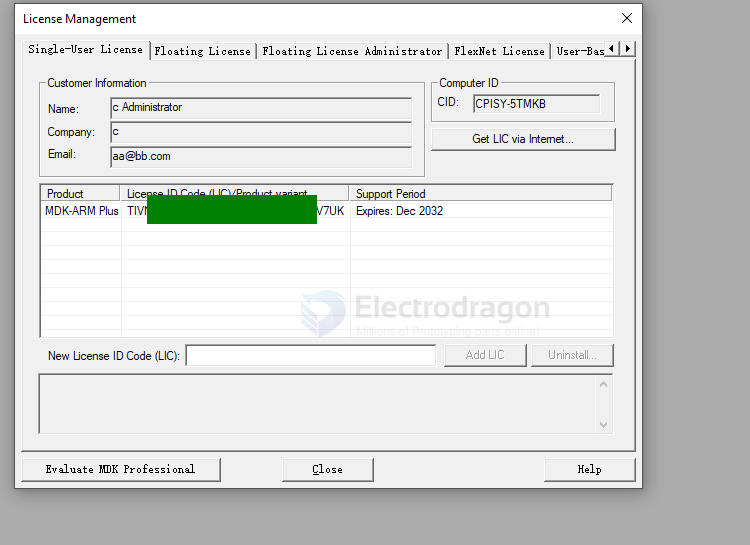 License Management
Single-User License
Floating License
Floating License Administrator
FlexNet License
User-Bas
Customer Information
Name:
c Administrator
Company:
c
Email:
aa@bb.com
Computer ID
CID:
CPISY-5TMKB
Get LIC via Internet...
Product
License ID Code (LIC)/Product variant
Support Period
MDK-ARM Plus
V7UK
Expires: Dec 2032
Electrodragon
Millions of Prototyping parts online!
New License ID Code (LIC):
Add LIC
Uninstall...
Evaluate MDK Professional
Close
Help